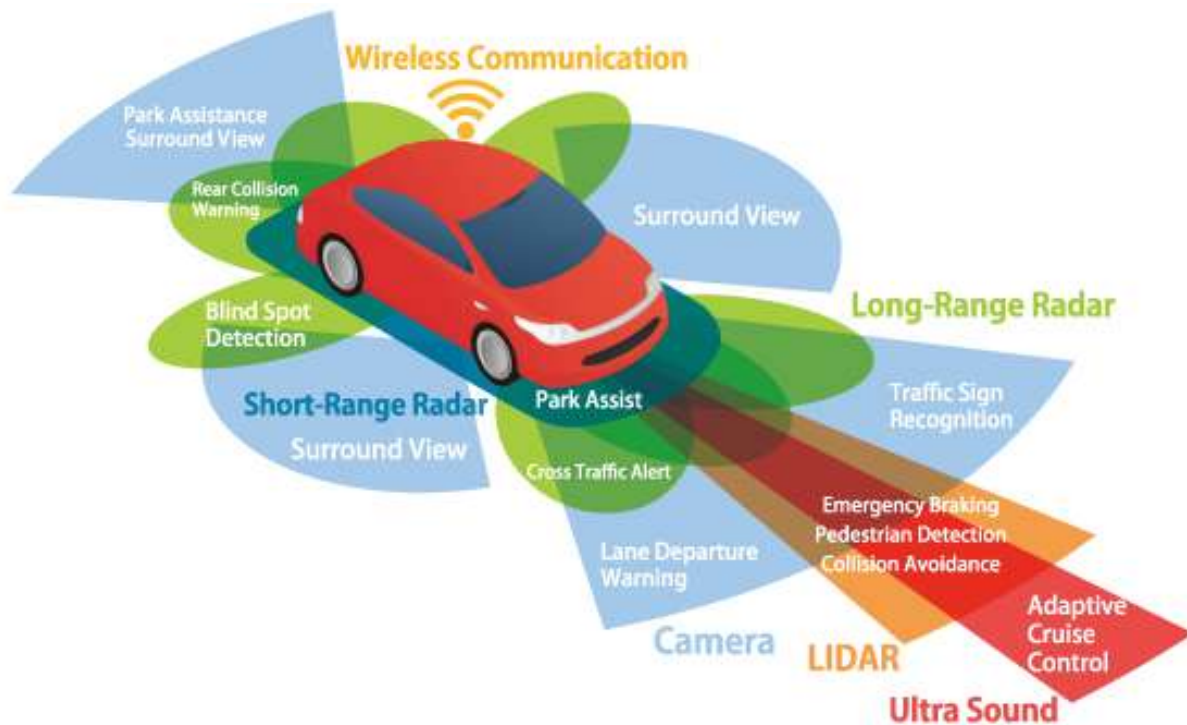 Wireless Communication
Park Assistance
Surround View
Rear Collision
Warning
Surround View
Blind Spot
Detection
Long-Range Radar
Short-Range Radar
Park Assist
Traffic Sign
Recognition
Surround View
Cross Traffic Alert
Emergency Braking
Pedestrian Detection
Collision Avoidance
Lane Departure
Warning
Adaptive
Cruise
Control
Camera
LIDAR
Ultra Sound